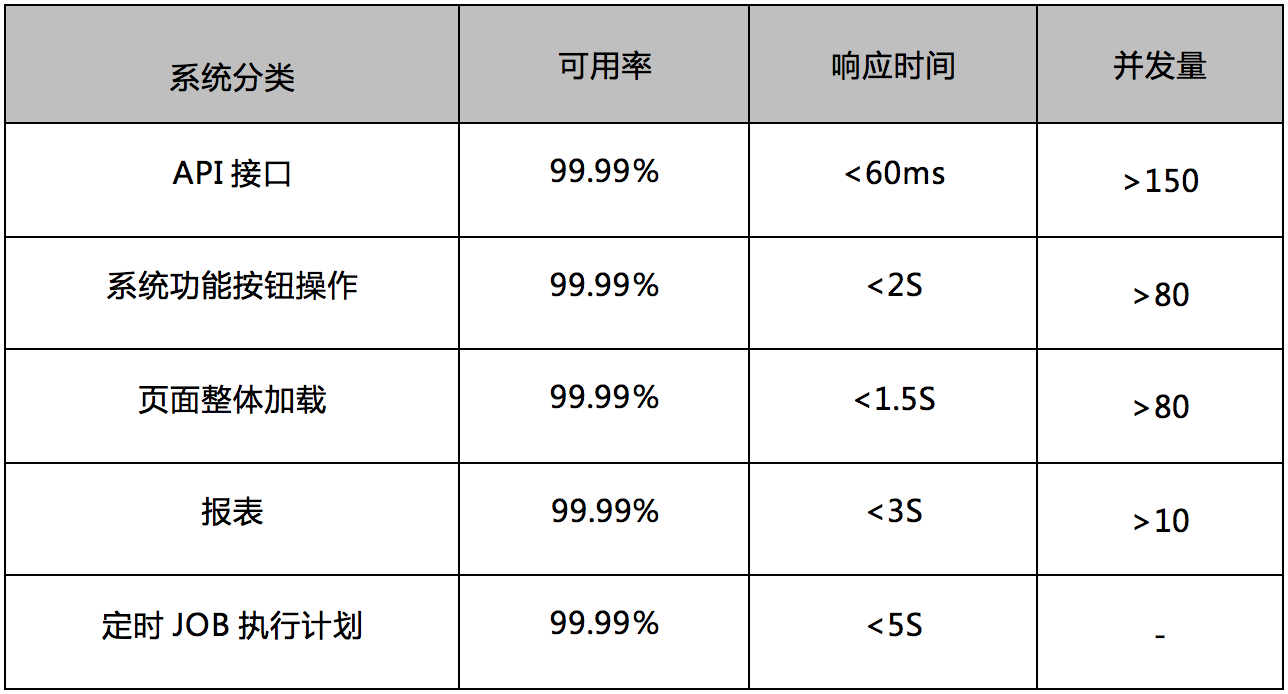 系统分类 可用率 响应时间 并发量
API 接口 99.99% <60ms >150
系统功能按钮操作 99.99% <2S >80
页面整体加载 99.99% <1.5S >80
报表 99.99% <3S >10
定时 JOB 执行计划 99.99% <5S -